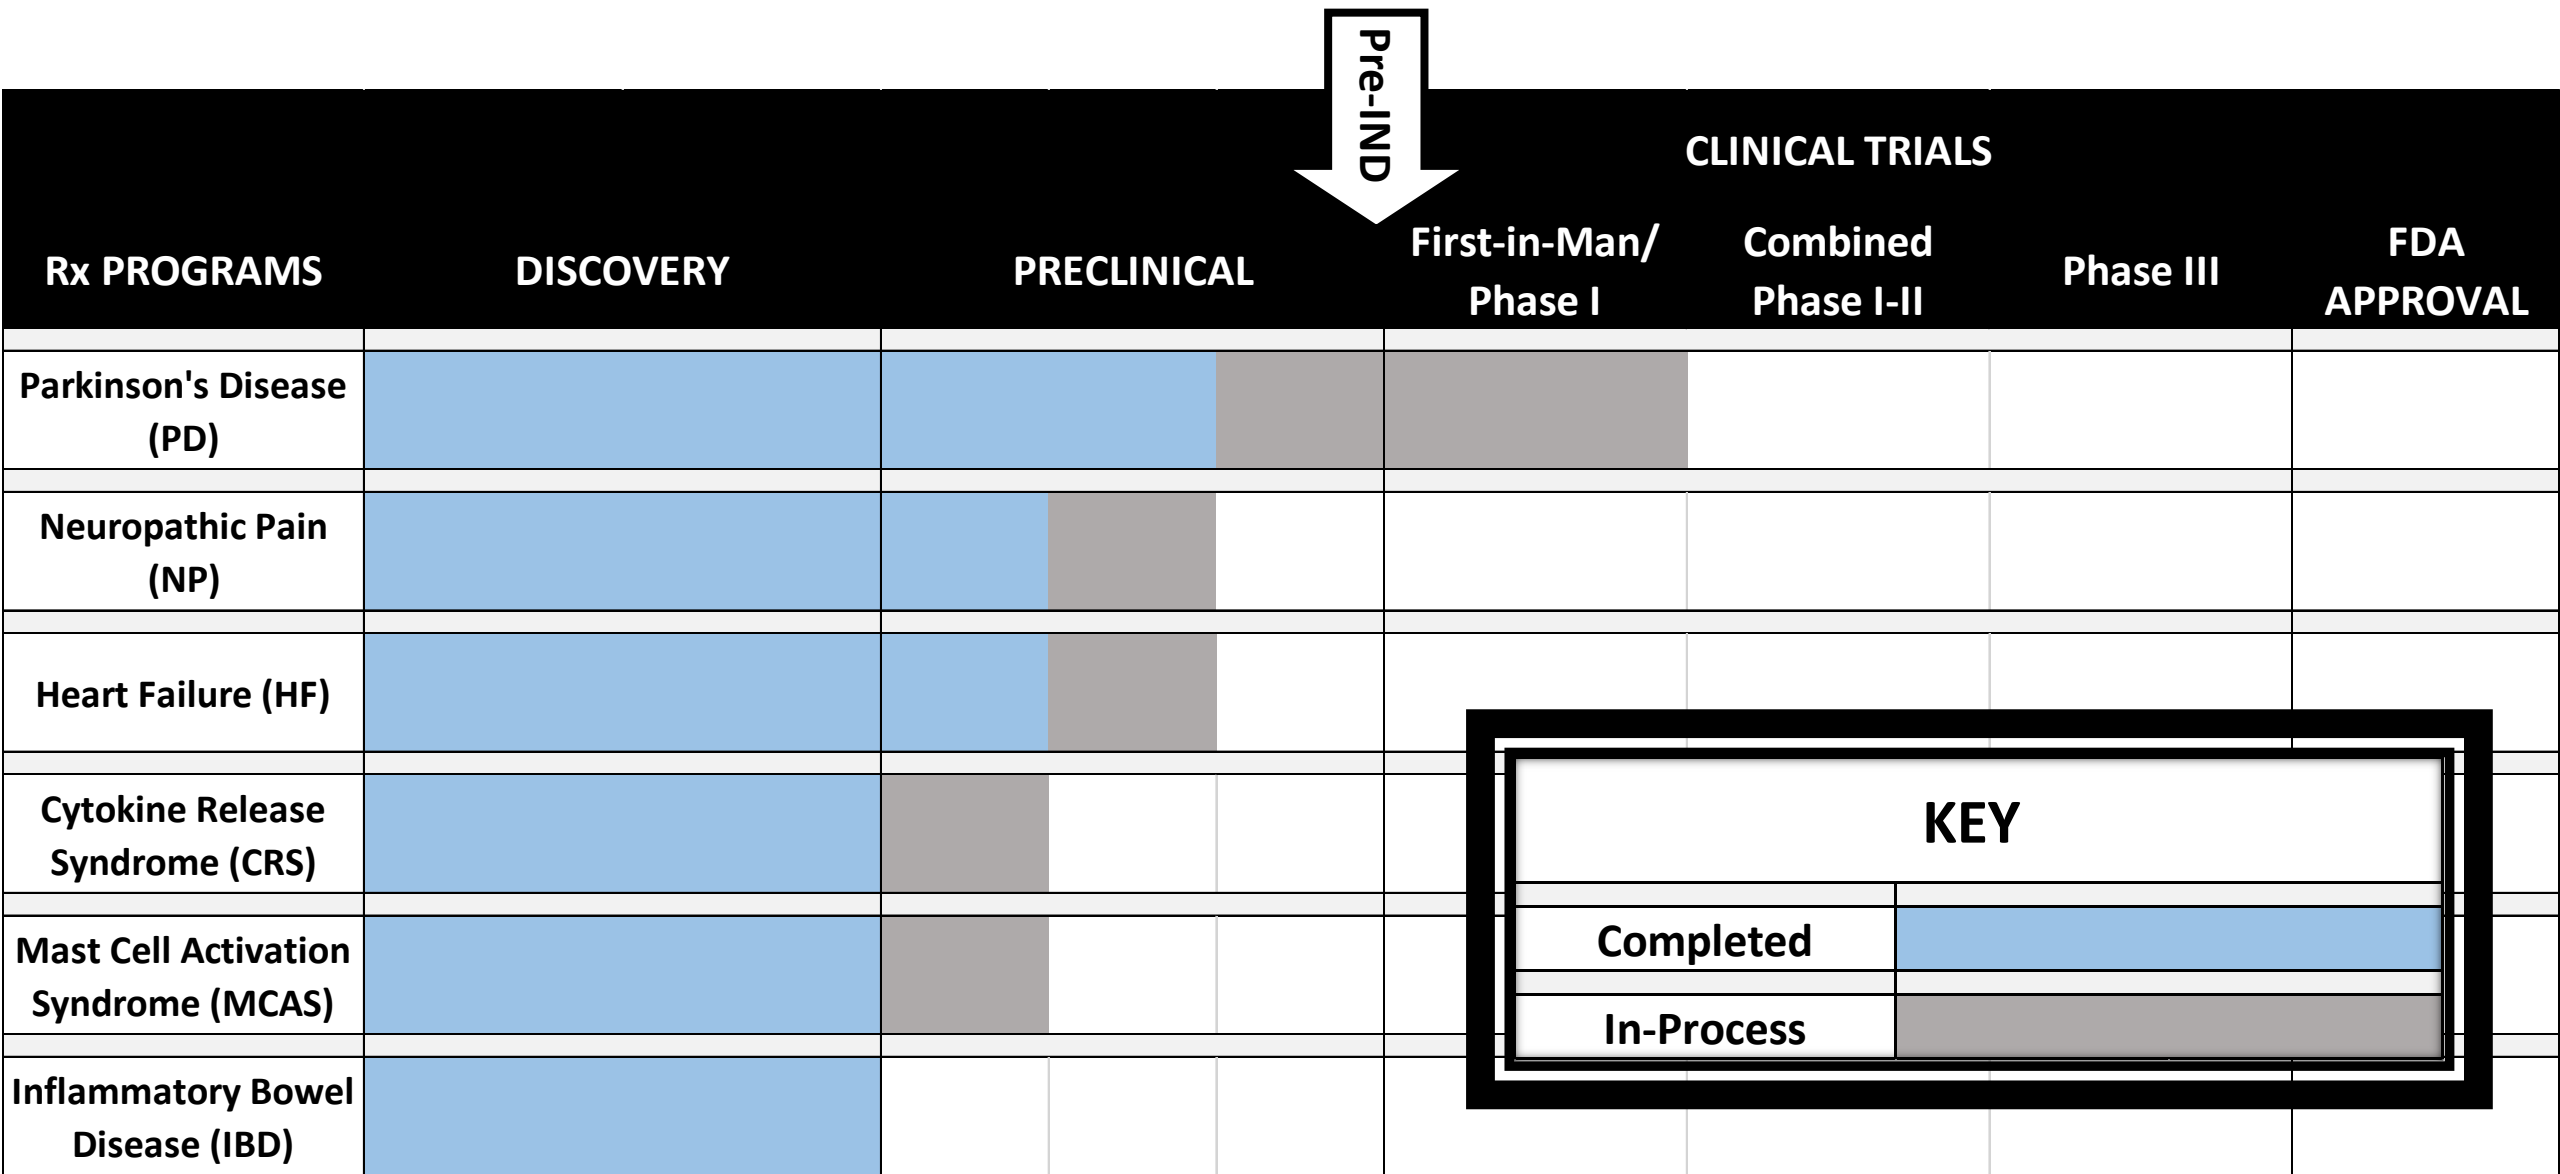 Pre-IND
CLINICAL TRIALS
Rx PROGRAMS
DISCOVERY
PRECLINICAL
First-in-Man/
Phase I
Combined
Phase I-II
Phase III
FDA
APPROVAL
Parkinson's Disease
(PD)
Neuropathic Pain
(NP)
Heart Failure (HF)
Cytokine Release
Syndrome (CRS)
Mast Cell Activation
Syndrome (MCAS)
Inflammatory Bowel
Disease (IBD)
KEY
Completed
In-Process